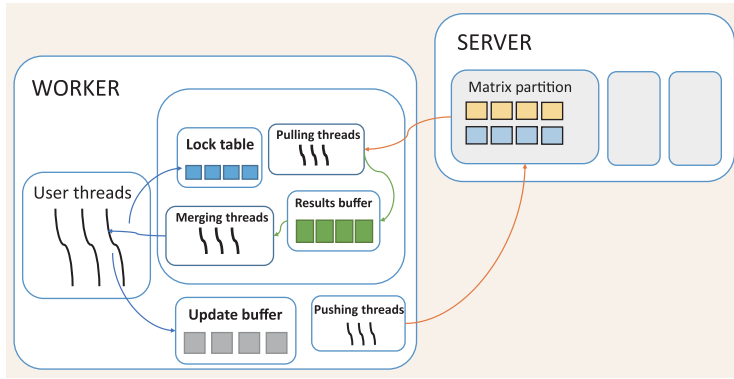 SERVER
Matrix partition
WORKER
Lock table
Pulling threads
User threads
Merging threads
Results buffer
Update buffer
Pushing threads